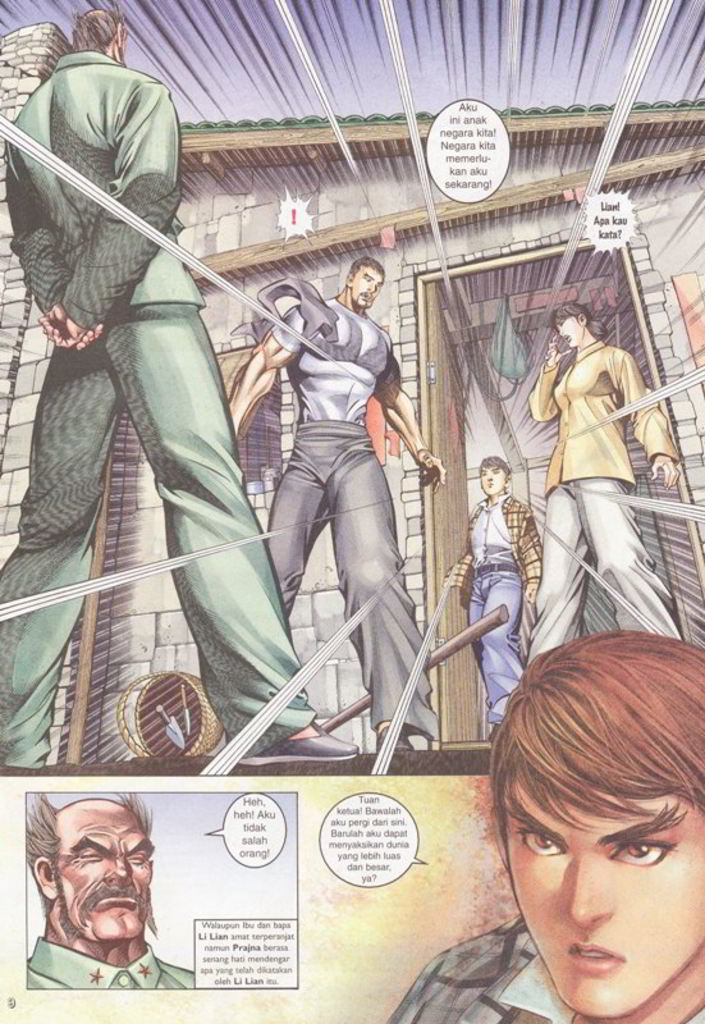 Aku
ini anak
negara kita!
Negara kita
memerlu-
kan aku
sekarang!
!
Lian!
Apa kau
kata?
Heh,
heh! Aku
tidak
salah
orang!
Tuan
ketua! Bawalah
aku pergi dari sini.
Barulah aku dapat
menyaksikan dunia
yang lebih luas
dan besar,
ya?
Walaupun Ibu dan bapa
Li Lian amat terperanjat
namun Prajna berasa
senang hati mendengar
apa yang telah dikatakan
oleh Li Lian itu.
9